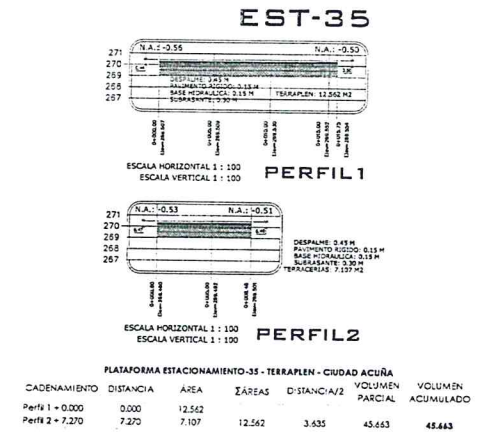 EST-35
N.A.: -0.56
N.A.: -0.50
271
270
269
268
267
DESPALME: 0.45 M
PAVIMENTO RIGIDO: 0.15 M
BASE HIDRAULICA: 0.15 M
SUBRASANTE: 0.30 M
TERRAPLEN: 12.562 M2
ESCALA HORIZONTAL 1 : 100
ESCALA VERTICAL 1 : 100
PERFIL1
N.A.: -0.53
N.A.: -0.51
271
270
269
268
267
DESPALME: 0.45 M
PAVIMENTO RIGIDO: 0.15 M
BASE HIDRAULICA: 0.15 M
SUBRASANTE: 0.30 M
TERRACERIAS: 7.107 M2
ESCALA HORIZONTAL 1 : 100
ESCALA VERTICAL 1 : 100
PERFIL2
PLATAFORMA ESTACIONAMIENTO-35 - TERRAPLEN - CIUDAD ACUÑA
CADENAMIENTO DISTANCIA ÁREA ΣÁREAS DISTANCIA/2 VOLUMEN PARCIAL VOLUMEN ACUMULADO
Perfil 1 + 0.000 0.000 12.562
Perfil 2 + 7.270 7.270 7.107 12.562 3.635 45.663 45.663